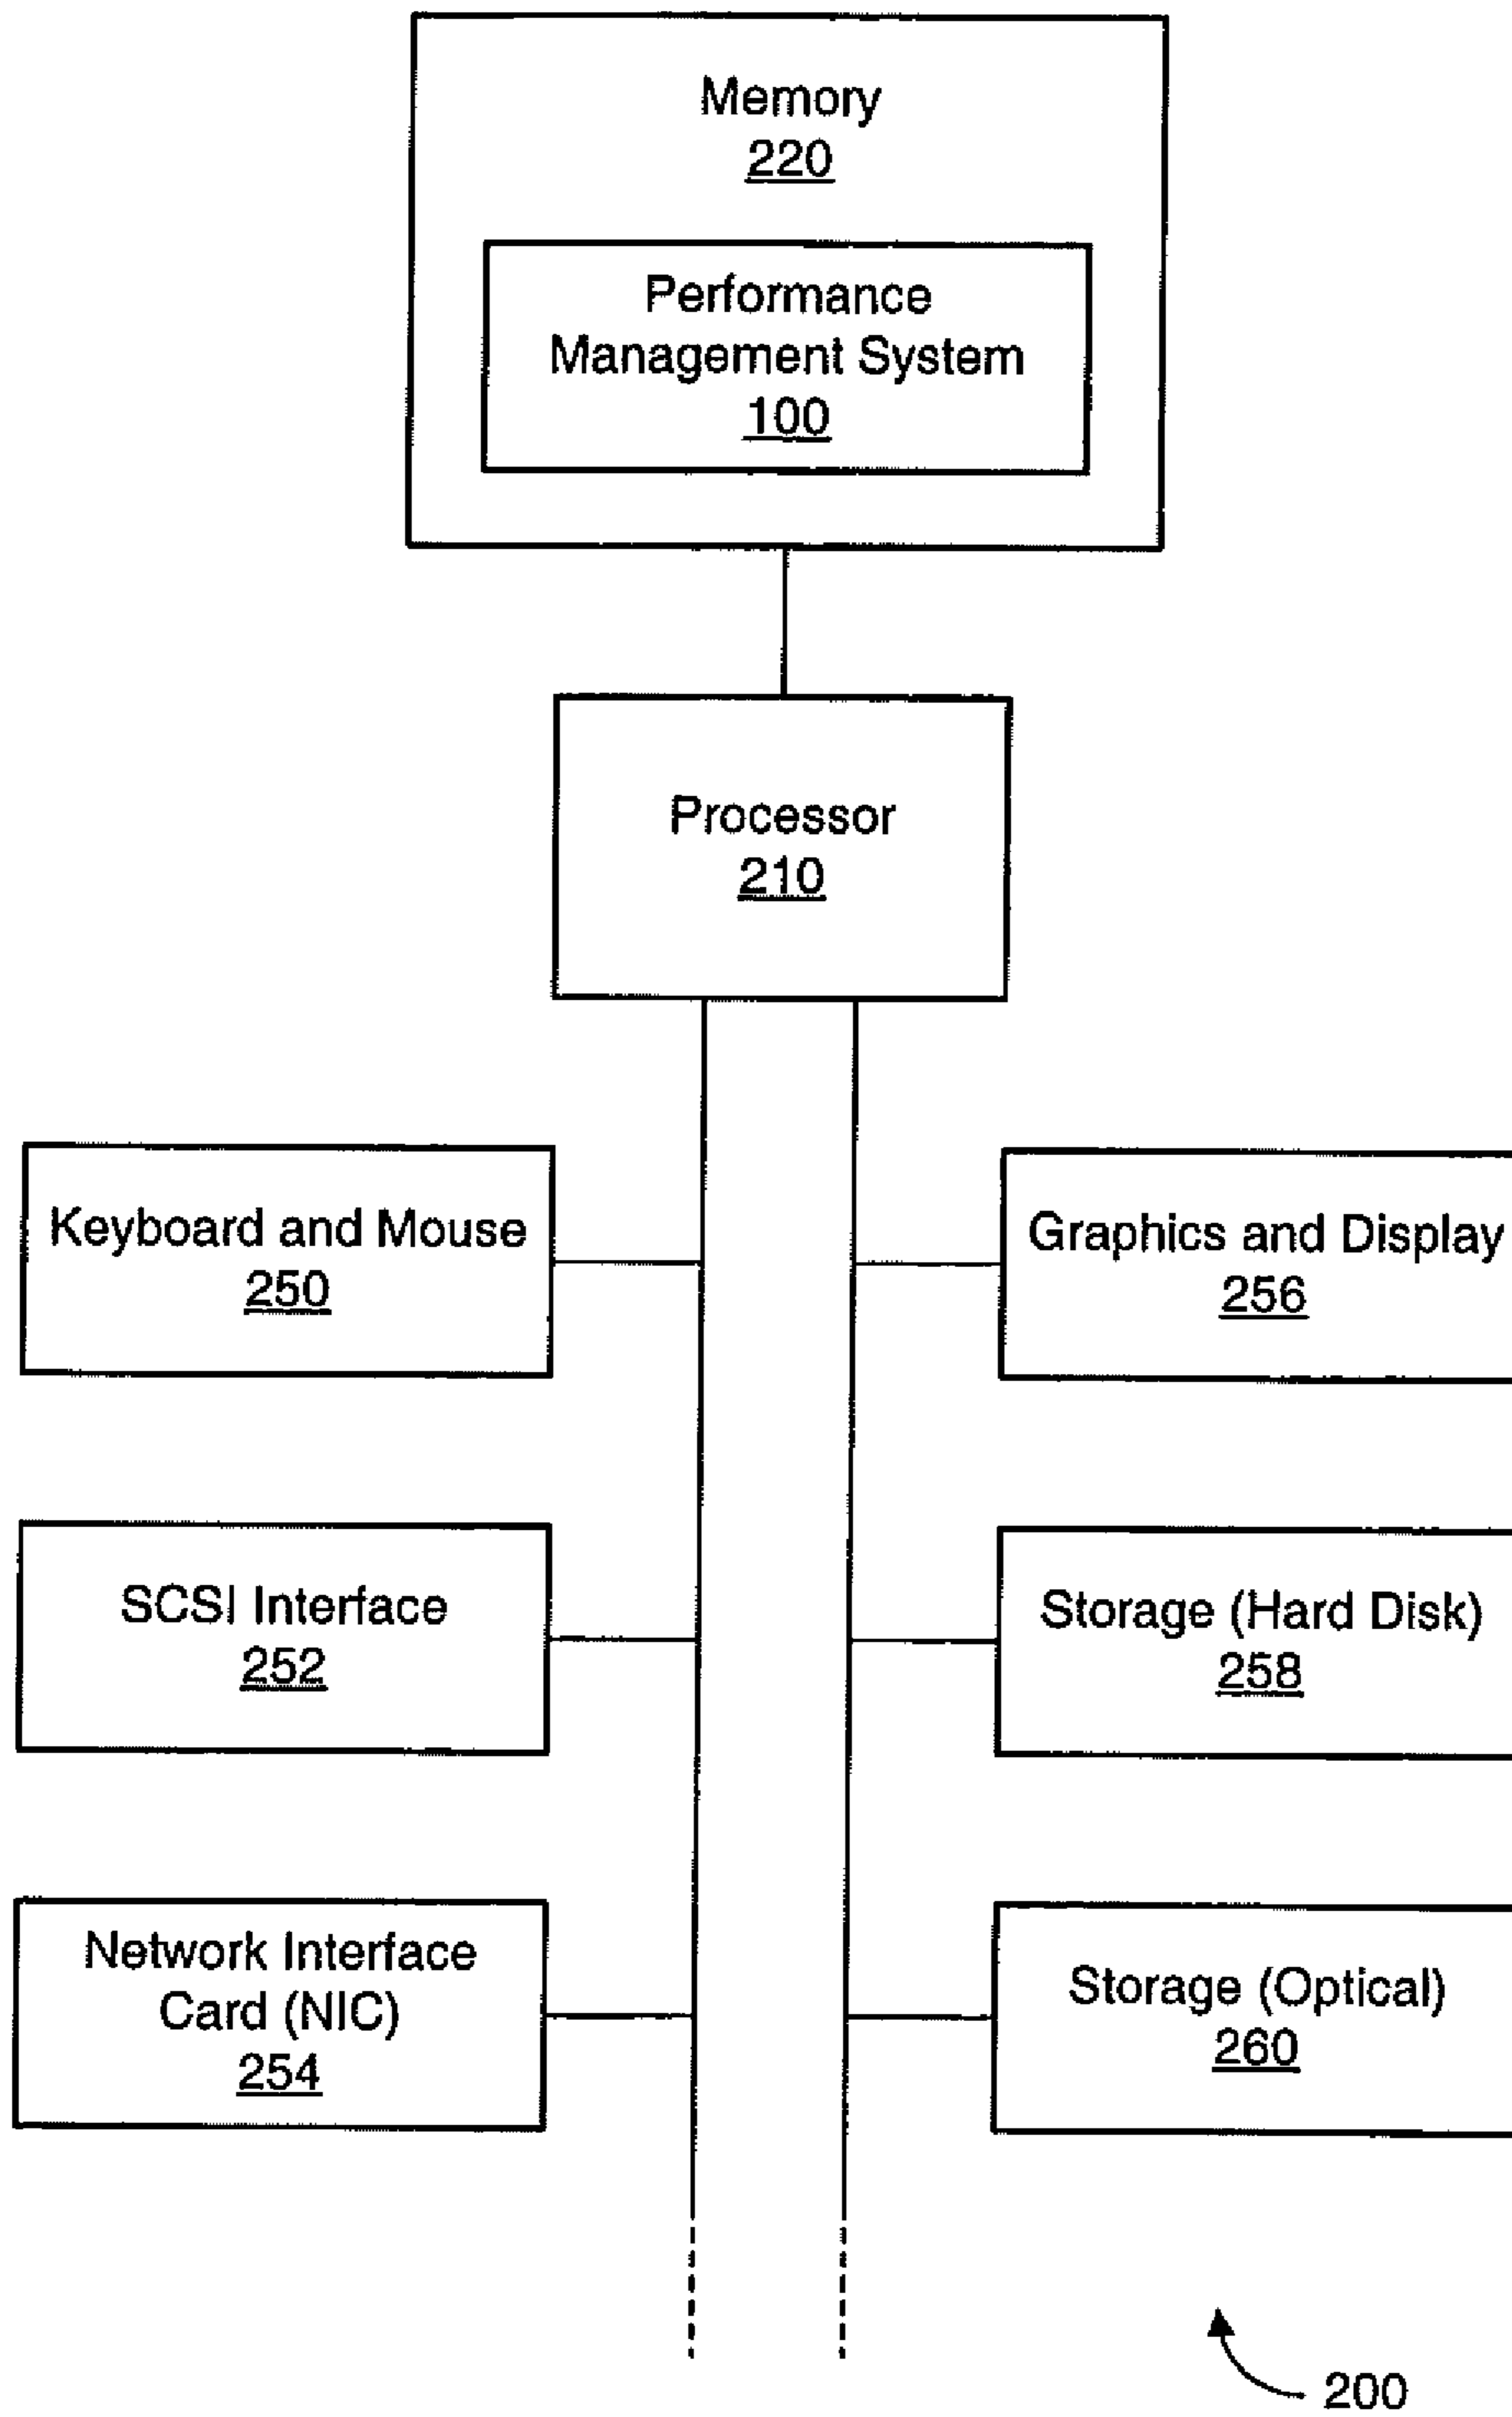 Memory
220
Performance
Management System
100
Processor
210
Keyboard and Mouse
250
Graphics and Display
256
SCSI Interface
252
Storage (Hard Disk)
258
Network Interface
Card (NIC)
254
Storage (Optical)
260
200